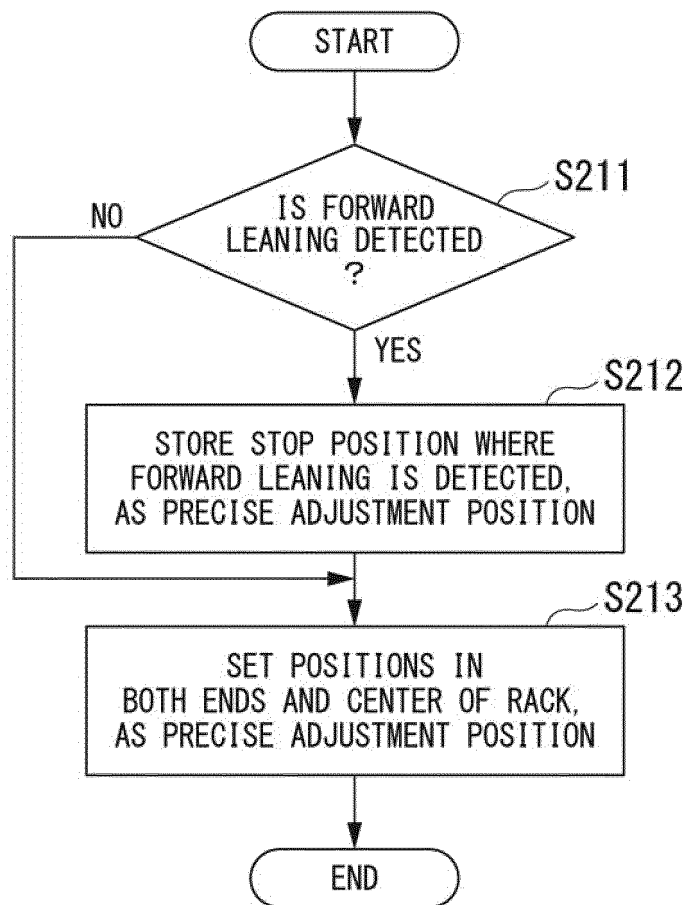 START
S211
NO
IS FORWARD
LEANING DETECTED
?
YES
S212
STORE STOP POSITION WHERE
FORWARD LEANING IS DETECTED,
AS PRECISE ADJUSTMENT POSITION
S213
SET POSITIONS IN
BOTH ENDS AND CENTER OF RACK,
AS PRECISE ADJUSTMENT POSITION
END